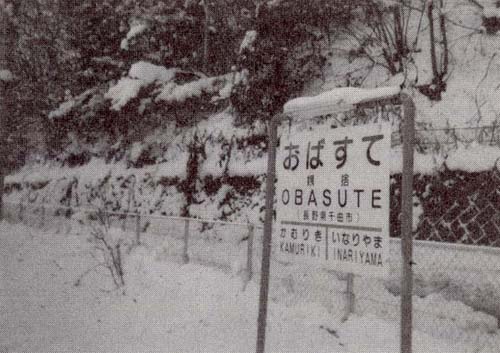 おばすて
姨捨
OBASUTE
(長野県千曲市)
かむりき いなりやま
KAMURIKI INARIYAMA